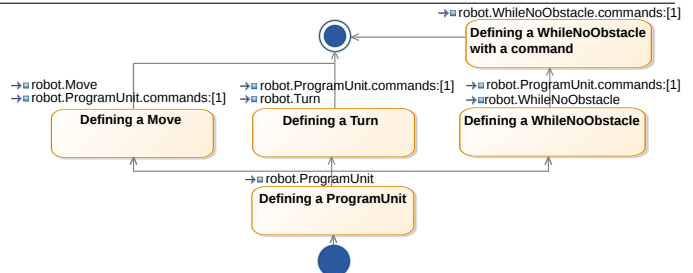 robot.WhileNoObstacle.commands:[1]
Defining a WhileNoObstacle
with a command
robot.Move
robot.ProgramUnit.commands:[1]
Defining a Move
robot.ProgramUnit.commands:[1]
robot.Turn
Defining a Turn
robot.ProgramUnit.commands:[1]
robot.WhileNoObstacle
Defining a WhileNoObstacle
robot.ProgramUnit
Defining a ProgramUnit